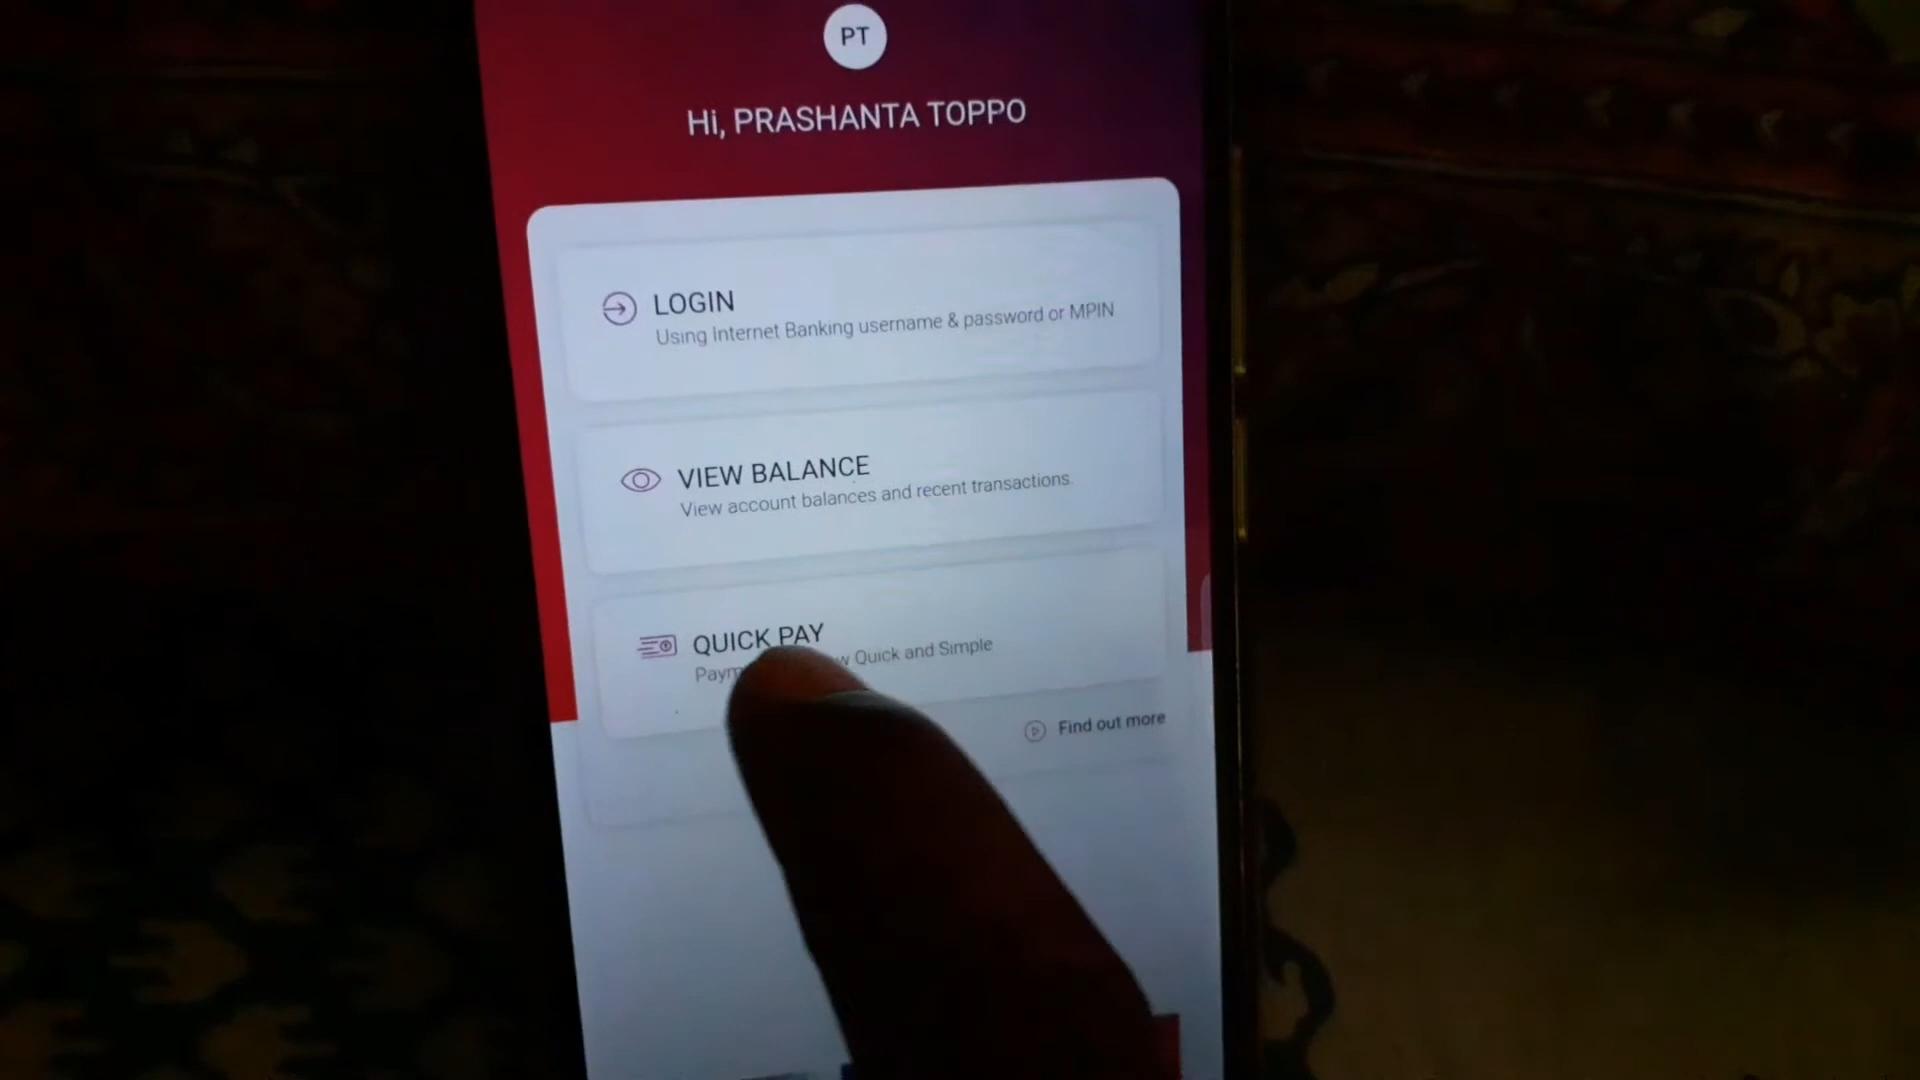 PT
Hi, PRASHANTA TOPPO
LOGIN
Using Internet Banking username & password or MPIN
VIEW BALANCE
View account balances and recent transactions.
QUICK PAY
Quick and Simple
Find out more